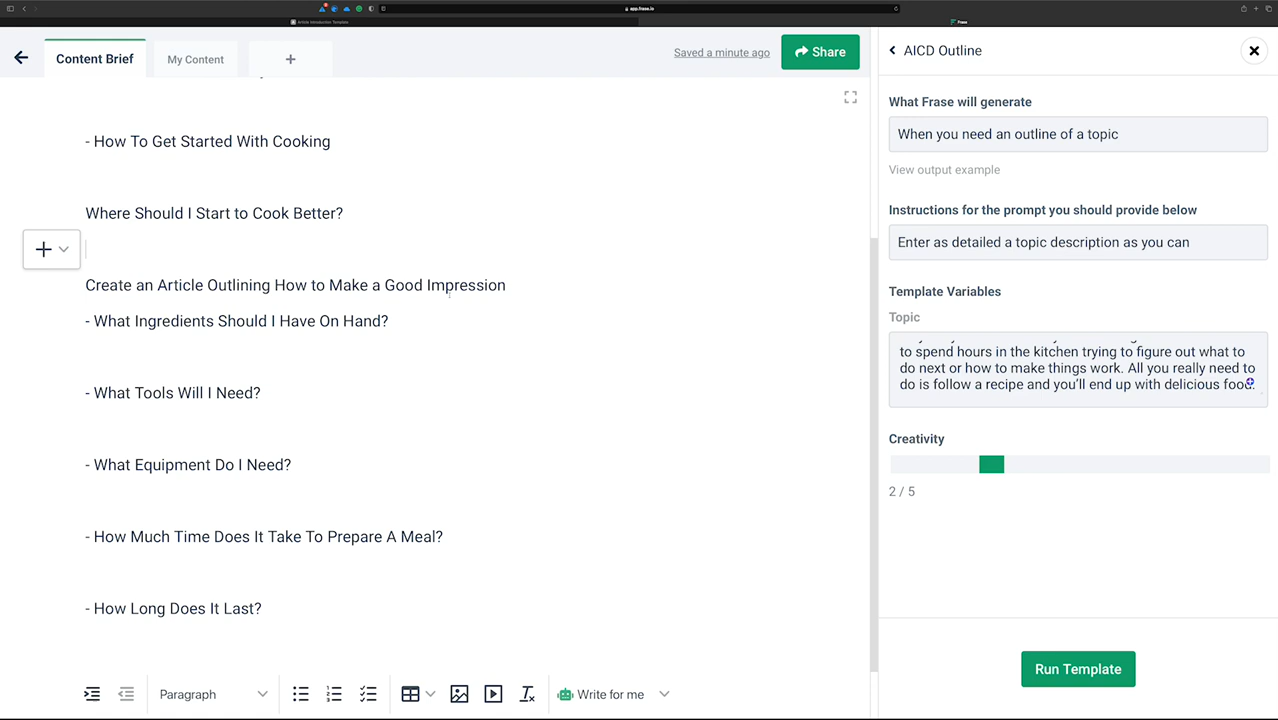 app.frase.io
Article Introduction Template
Frase
Content Brief
My Content
+
Saved a minute ago
Share
- How To Get Started With Cooking
Where Should I Start to Cook Better?
Create an Article Outlining How to Make a Good Impression
- What Ingredients Should I Have On Hand?
- What Tools Will I Need?
- What Equipment Do I Need?
- How Much Time Does It Take To Prepare A Meal?
- How Long Does It Last?
Paragraph
Write for me
AICD Outline
What Frase will generate
When you need an outline of a topic
View output example
Instructions for the prompt you should provide below
Enter as detailed a topic description as you can
Template Variables
Topic
to spend hours in the kitchen trying to figure out what to
do next or how to make things work. All you really need to
do is follow a recipe and you'll end up with delicious food.
Creativity
2 / 5
Run Template